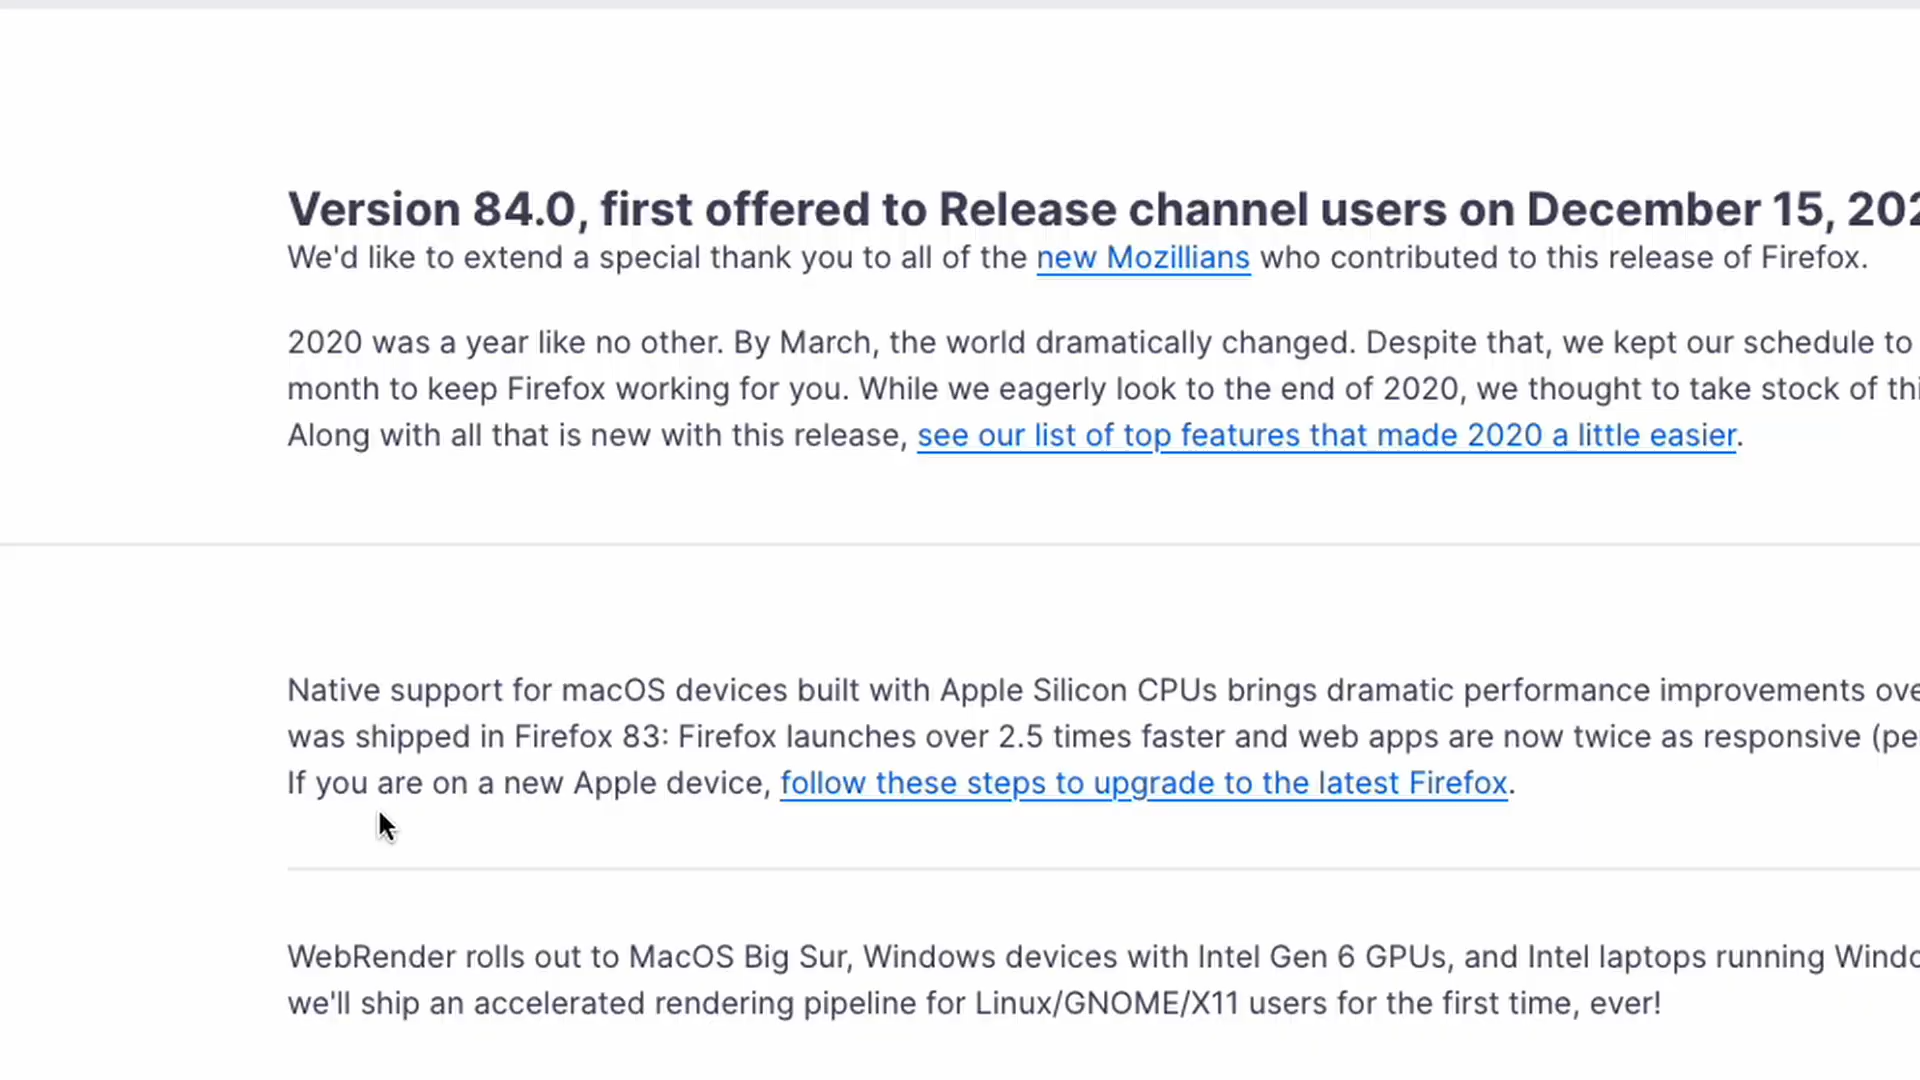 Version 84.0, first offered to Release channel users on December 15, 202
We'd like to extend a special thank you to all of the new Mozillians who contributed to this release of Firefox.
2020 was a year like no other. By March, the world dramatically changed. Despite that, we kept our schedule to
month to keep Firefox working for you. While we eagerly look to the end of 2020, we thought to take stock of thi
Along with all that is new with this release, see our list of top features that made 2020 a little easier.
Native support for macOS devices built with Apple Silicon CPUs brings dramatic performance improvements ove
was shipped in Firefox 83: Firefox launches over 2.5 times faster and web apps are now twice as responsive (pe
If you are on a new Apple device, follow these steps to upgrade to the latest Firefox.
WebRender rolls out to MacOS Big Sur, Windows devices with Intel Gen 6 GPUs, and Intel laptops running Windo
we'll ship an accelerated rendering pipeline for Linux/GNOME/X11 users for the first time, ever!